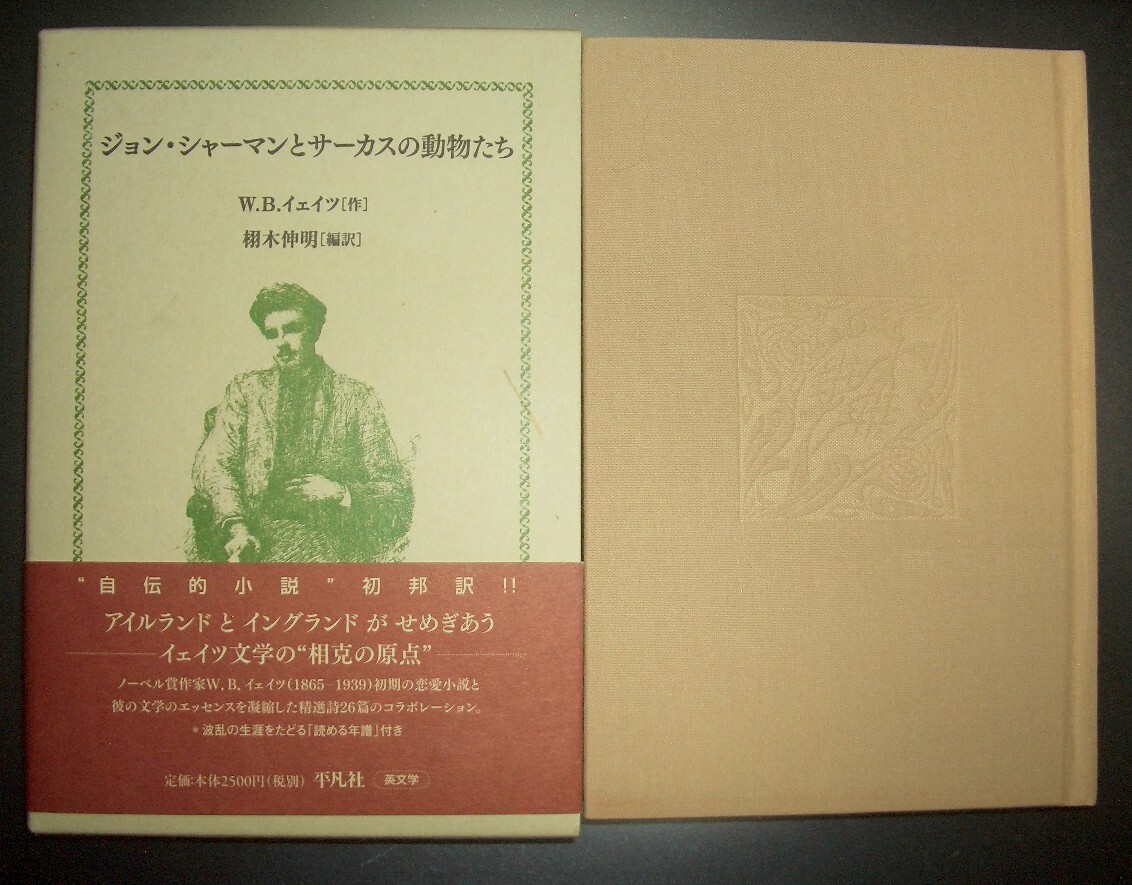 ジョン・シャーマンとサーカスの動物たち
W.B.イェイツ[作]
栩木伸明[編訳]
“自伝的小説”初邦訳!!
アイルランド と イングランド が せめぎあう
イェイツ文学の“相克の原点”
ノーベル賞作家W.B.イェイツ(1865 1939)初期の恋愛小説と
彼の文学のエッセンスを凝縮した精選詩26篇のコラボレーション。
*波乱の生涯をたどる「読める年譜」付き
定価:本体2500円(税別) 平凡社 英文学